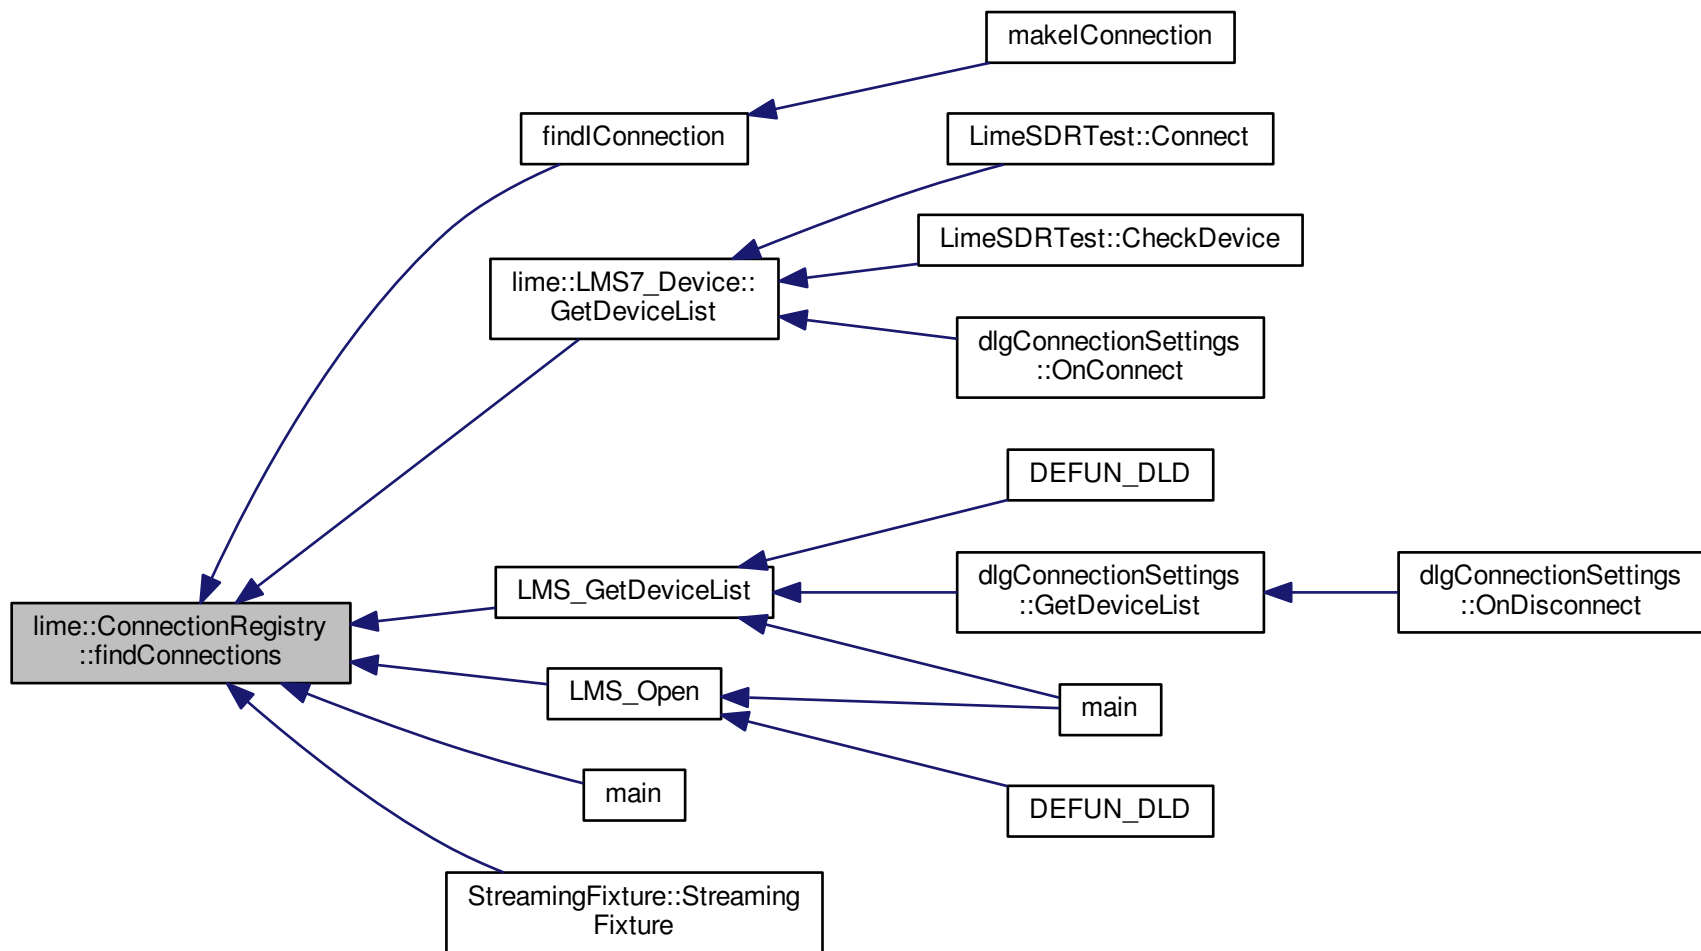 makeIConnection
findIConnection
LimeSDRTest::Connect
LimeSDRTest::CheckDevice
lime::LMS7_Device::
GetDeviceList
dlgConnectionSettings
::OnConnect
DEFUN_DLD
LMS_GetDeviceList
dlgConnectionSettings
::GetDeviceList
dlgConnectionSettings
::OnDisconnect
lime::ConnectionRegistry
::findConnections
LMS_Open
main
main
DEFUN_DLD
StreamingFixture::Streaming
Fixture